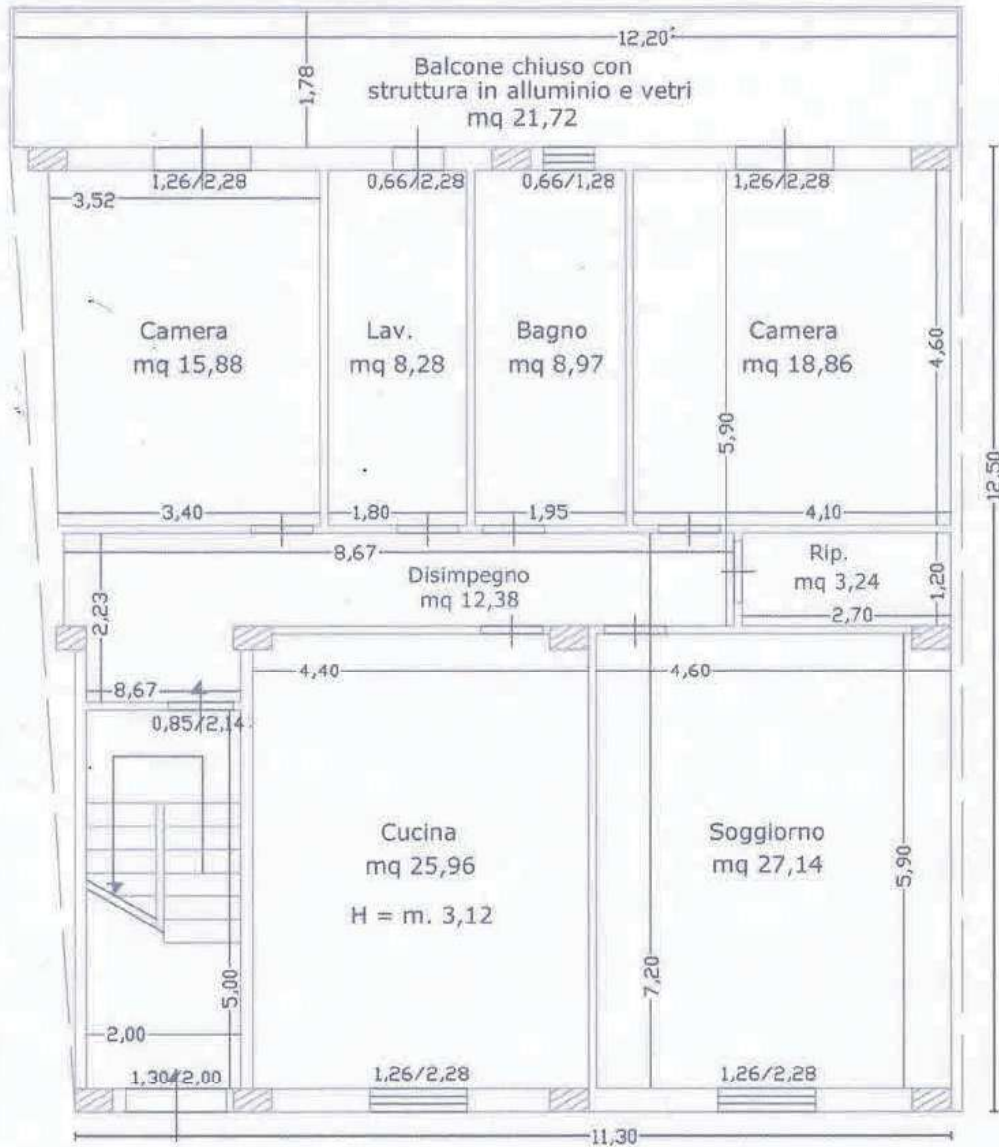 12,20
1,78
Balcone chiuso con
struttura in alluminio e vetri
mq 21,72
1,26/2,28
0,66/2,28
0,66/1,28
1,26/2,28
3,52
Camera
mq 15,88
Lav.
mq 8,28
Bagno
mq 8,97
Camera
mq 18,86
4,60
5,90
12,50
3,40
1,80
1,95
4,10
8,67
Disimpegno
mq 12,38
Rip.
mq 3,24
1,20
2,70
2,23
8,67
4,40
4,60
0,85/2,14
Cucina
mq 25,96
H = m. 3,12
Soggiorno
mq 27,14
5,90
5,00
7,20
2,00
1,30/2,00
1,26/2,28
1,26/2,28
11,30